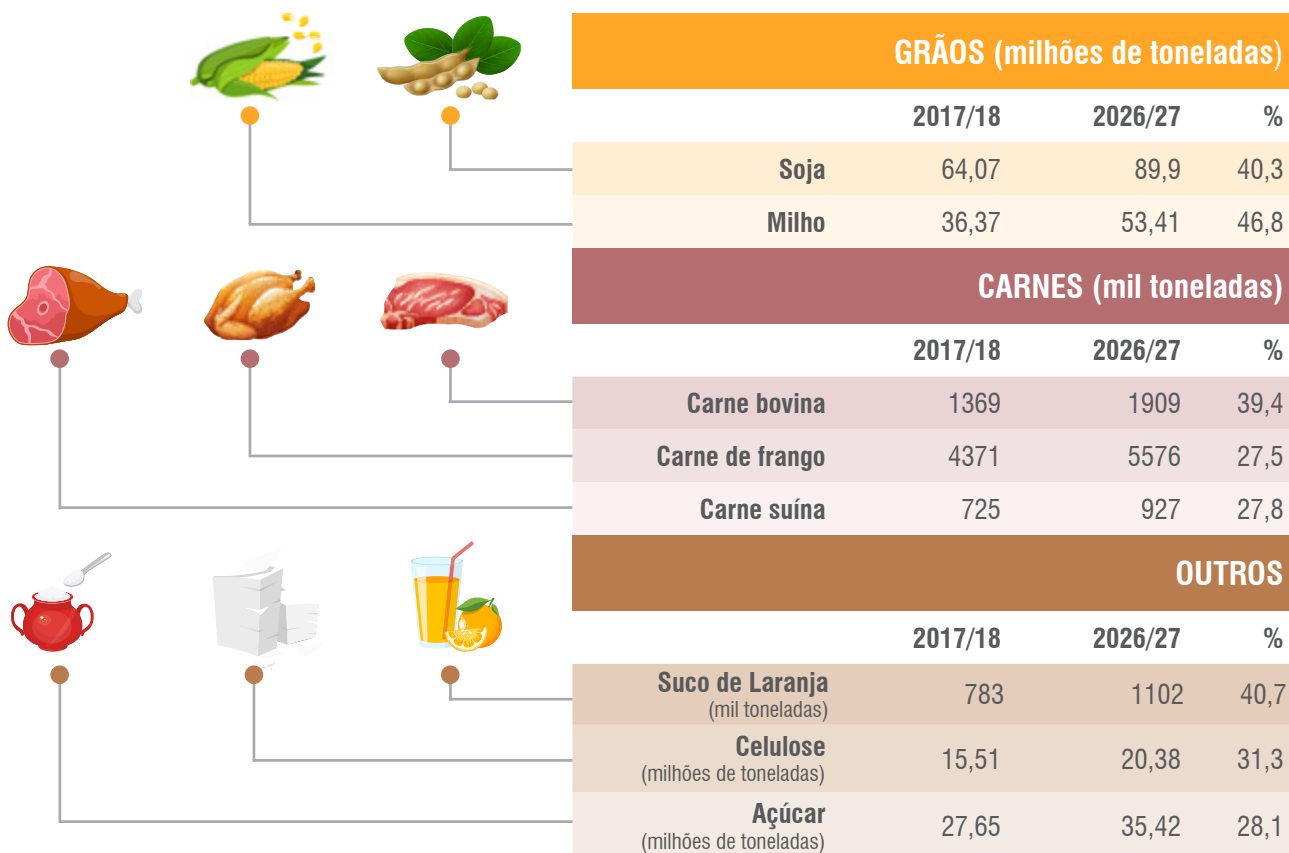 GRÃOS (milhões de toneladas)
2017/18 2026/27 %
Soja 64,07 89,9 40,3
Milho 36,37 53,41 46,8
CARNES (mil toneladas)
2017/18 2026/27 %
Carne bovina 1369 1909 39,4
Carne de frango 4371 5576 27,5
Carne suína 725 927 27,8
OUTROS
2017/18 2026/27 %
Suco de Laranja 783 1102 40,7
(mil toneladas)
Celulose 15,51 20,38 31,3
(milhões de toneladas)
Açúcar 27,65 35,42 28,1
(milhões de toneladas)